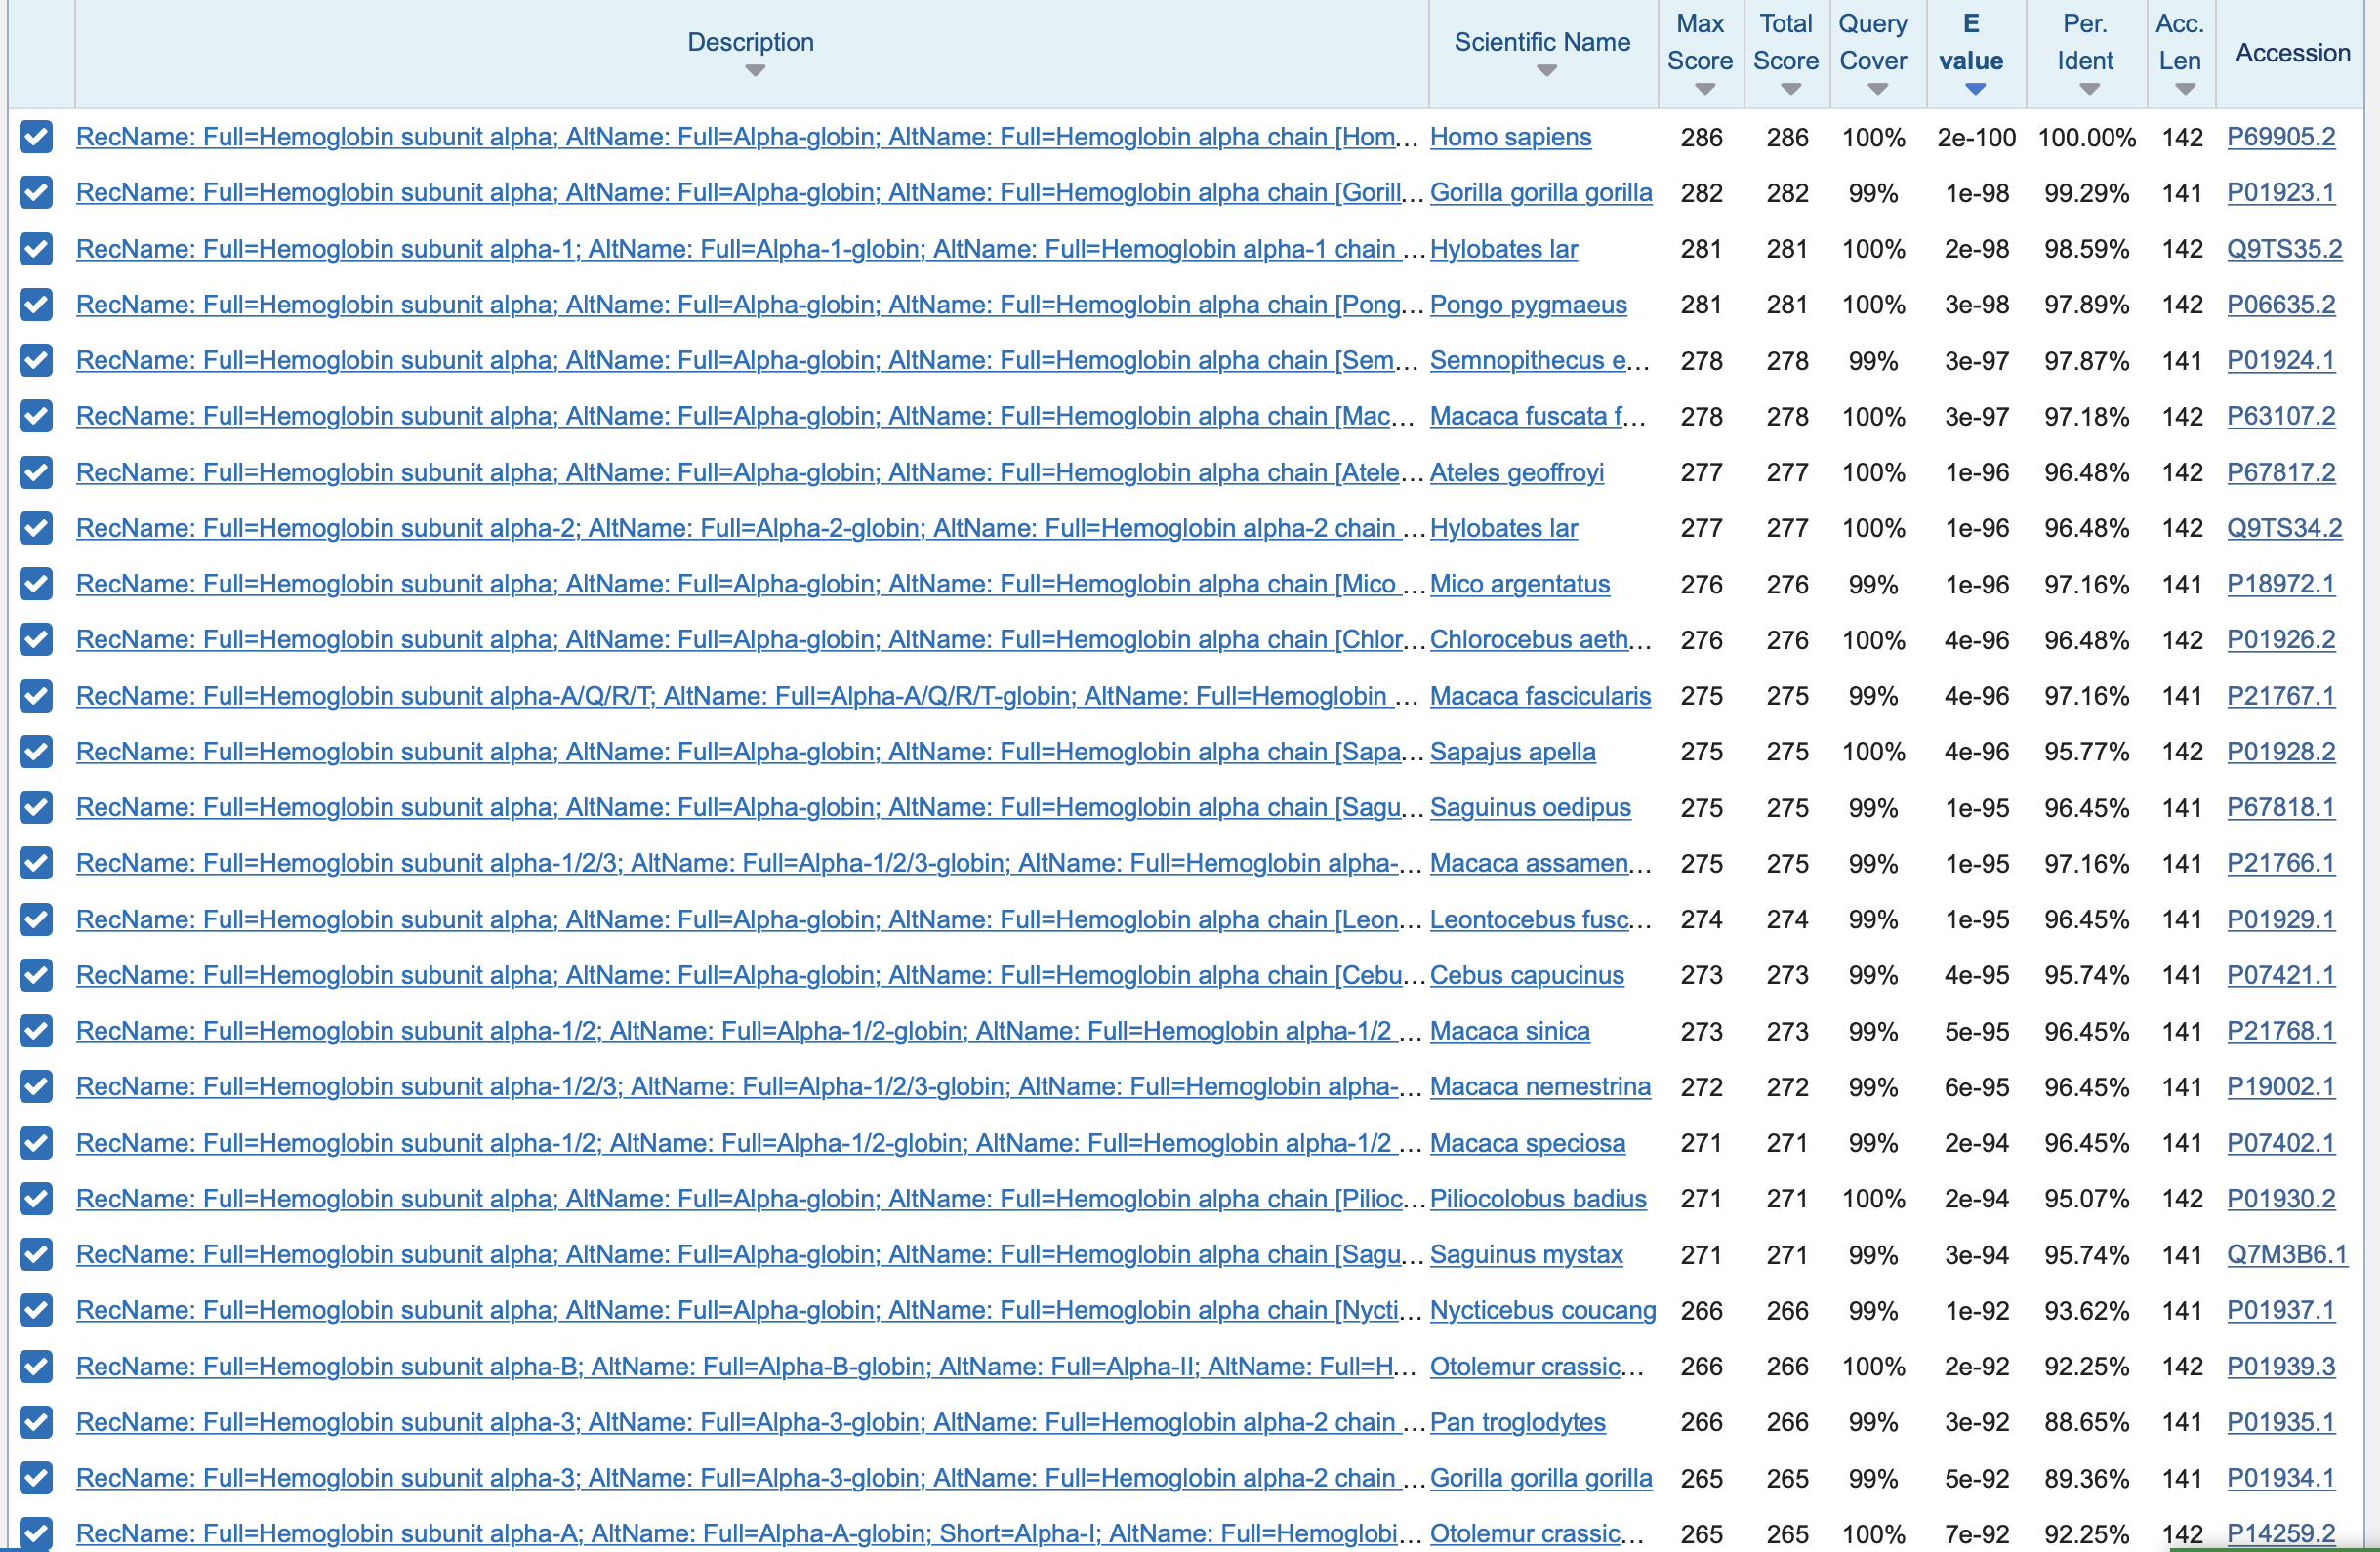 Description Scientific Name Max Score Total Score Query Cover E value Per. Ident Acc. Len Accession
RecName: Full=Hemoglobin subunit alpha; AltName: Full=Alpha-globin; AltName: Full=Hemoglobin alpha chain [Hom... Homo sapiens 286 286 100% 2e-100 100.00% 142 P69905.2
RecName: Full=Hemoglobin subunit alpha; AltName: Full=Alpha-globin; AltName: Full=Hemoglobin alpha chain [Gorill... Gorilla gorilla gorilla 282 282 99% 1e-98 99.29% 141 P01923.1
RecName: Full=Hemoglobin subunit alpha-1; AltName: Full=Alpha-1-globin; AltName: Full=Hemoglobin alpha-1 chain ... Hylobates lar 281 281 100% 2e-98 98.59% 142 Q9TS35.2
RecName: Full=Hemoglobin subunit alpha; AltName: Full=Alpha-globin; AltName: Full=Hemoglobin alpha chain [Pong... Pongo pygmaeus 281 281 100% 3e-98 97.89% 142 P06635.2
RecName: Full=Hemoglobin subunit alpha; AltName: Full=Alpha-globin; AltName: Full=Hemoglobin alpha chain [Sem... Semnopithecus e... 278 278 99% 3e-97 97.87% 141 P01924.1
RecName: Full=Hemoglobin subunit alpha; AltName: Full=Alpha-globin; AltName: Full=Hemoglobin alpha chain [Mac... Macaca fuscata f... 278 278 100% 3e-97 97.18% 142 P63107.2
RecName: Full=Hemoglobin subunit alpha; AltName: Full=Alpha-globin; AltName: Full=Hemoglobin alpha chain [Atele... Ateles geoffroyi 277 277 100% 1e-96 96.48% 142 P67817.2
RecName: Full=Hemoglobin subunit alpha-2; AltName: Full=Alpha-2-globin; AltName: Full=Hemoglobin alpha-2 chain ... Hylobates lar 277 277 100% 1e-96 96.48% 142 Q9TS34.2
RecName: Full=Hemoglobin subunit alpha; AltName: Full=Alpha-globin; AltName: Full=Hemoglobin alpha chain [Mico ... Mico argentatus 276 276 99% 1e-96 97.16% 141 P18972.1
RecName: Full=Hemoglobin subunit alpha; AltName: Full=Alpha-globin; AltName: Full=Hemoglobin alpha chain [Chlor... Chlorocebus aeth... 276 276 100% 4e-96 96.48% 142 P01926.2
RecName: Full=Hemoglobin subunit alpha-A/Q/R/T; AltName: Full=Alpha-A/Q/R/T-globin; AltName: Full=Hemoglobin ... Macaca fascicularis 275 275 99% 4e-96 97.16% 141 P21767.1
RecName: Full=Hemoglobin subunit alpha; AltName: Full=Alpha-globin; AltName: Full=Hemoglobin alpha chain [Sapa... Sapajus apella 275 275 100% 4e-96 95.77% 142 P01928.2
RecName: Full=Hemoglobin subunit alpha; AltName: Full=Alpha-globin; AltName: Full=Hemoglobin alpha chain [Sagu... Saguinus oedipus 275 275 99% 1e-95 96.45% 141 P67818.1
RecName: Full=Hemoglobin subunit alpha-1/2/3; AltName: Full=Alpha-1/2/3-globin; AltName: Full=Hemoglobin alpha-... Macaca assamen... 275 275 99% 1e-95 97.16% 141 P21766.1
RecName: Full=Hemoglobin subunit alpha; AltName: Full=Alpha-globin; AltName: Full=Hemoglobin alpha chain [Leon... Leontocebus fusc... 274 274 99% 1e-95 96.45% 141 P01929.1
RecName: Full=Hemoglobin subunit alpha; AltName: Full=Alpha-globin; AltName: Full=Hemoglobin alpha chain [Cebu... Cebus capucinus 273 273 99% 4e-95 95.74% 141 P07421.1
RecName: Full=Hemoglobin subunit alpha-1/2; AltName: Full=Alpha-1/2-globin; AltName: Full=Hemoglobin alpha-1/2 ... Macaca sinica 273 273 99% 5e-95 96.45% 141 P21768.1
RecName: Full=Hemoglobin subunit alpha-1/2/3; AltName: Full=Alpha-1/2/3-globin; AltName: Full=Hemoglobin alpha-... Macaca nemestrina 272 272 99% 6e-95 96.45% 141 P19002.1
RecName: Full=Hemoglobin subunit alpha-1/2; AltName: Full=Alpha-1/2-globin; AltName: Full=Hemoglobin alpha-1/2 ... Macaca speciosa 271 271 99% 2e-94 96.45% 141 P07402.1
RecName: Full=Hemoglobin subunit alpha; AltName: Full=Alpha-globin; AltName: Full=Hemoglobin alpha chain [Pilioc... Piliocolobus badius 271 271 100% 2e-94 95.07% 142 P01930.2
RecName: Full=Hemoglobin subunit alpha; AltName: Full=Alpha-globin; AltName: Full=Hemoglobin alpha chain [Sagu... Saguinus mystax 271 271 99% 3e-94 95.74% 141 Q7M3B6.1
RecName: Full=Hemoglobin subunit alpha; AltName: Full=Alpha-globin; AltName: Full=Hemoglobin alpha chain [Nycti... Nycticebus coucang 266 266 99% 1e-92 93.62% 141 P01937.1
RecName: Full=Hemoglobin subunit alpha-B; AltName: Full=Alpha-B-globin; AltName: Full=Alpha-II; AltName: Full=H... Otolemur crassic... 266 266 100% 2e-92 92.25% 142 P01939.3
RecName: Full=Hemoglobin subunit alpha-3; AltName: Full=Alpha-3-globin; AltName: Full=Hemoglobin alpha-2 chain ... Pan troglodytes 266 266 99% 3e-92 88.65% 141 P01935.1
RecName: Full=Hemoglobin subunit alpha-3; AltName: Full=Alpha-3-globin; AltName: Full=Hemoglobin alpha-2 chain ... Gorilla gorilla gorilla 265 265 99% 5e-92 89.36% 141 P01934.1
RecName: Full=Hemoglobin subunit alpha-A; AltName: Full=Alpha-A-globin; Short=Alpha-I; AltName: Full=Hemoglobi... Otolemur crassic... 265 265 100% 7e-92 92.25% 142 P14259.2